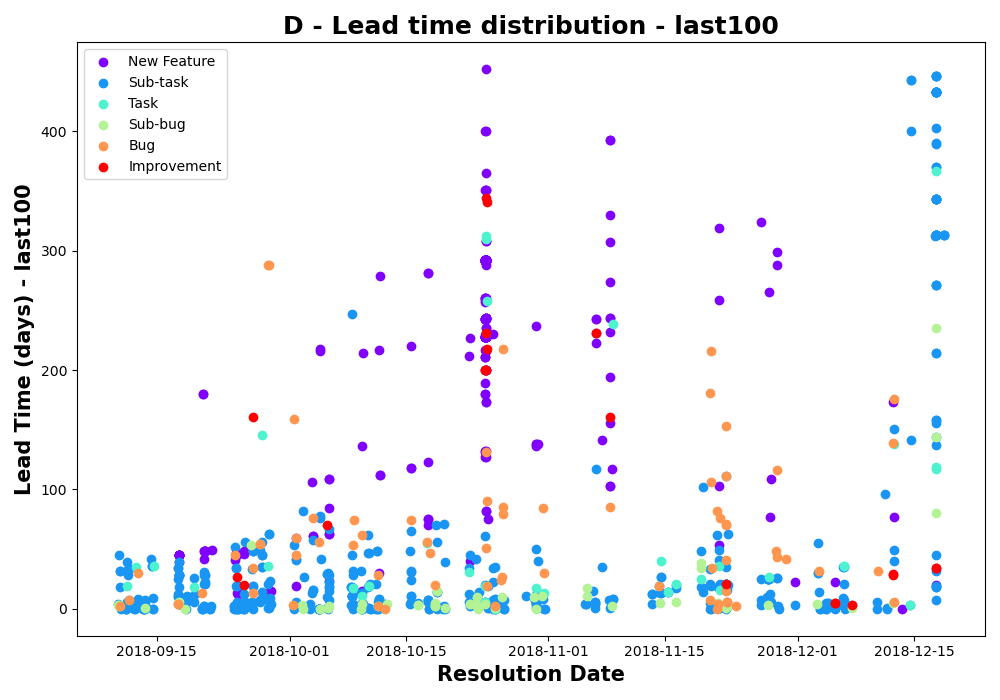 D - Lead time distribution - last100
New Feature
Sub-task
Task
Sub-bug
Bug
Improvement
Lead Time (days) - last100
400
300
200
100
0
2018-09-15 2018-10-01 2018-10-15 2018-11-01 2018-11-15 2018-12-01 2018-12-15
Resolution Date